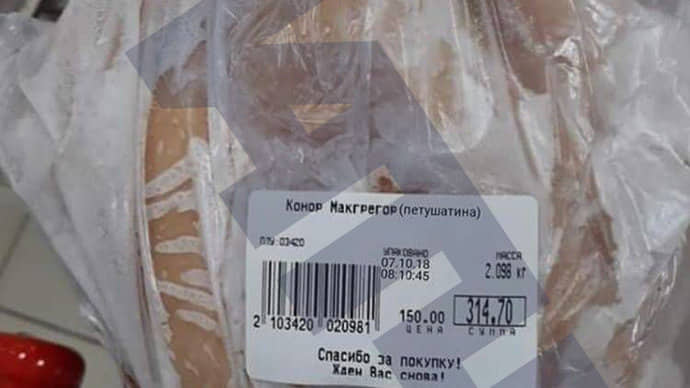 Конор Макгрегор(петушатина)
ПЛУ:03420
УПАКОВАНО
07.10.18
08:10:45
МАССА
2.098 кг
150.00
ЦЕНА
314.70
СУММА
2 103420 020981
Спасибо за покупку!
Ждем Вас снова!